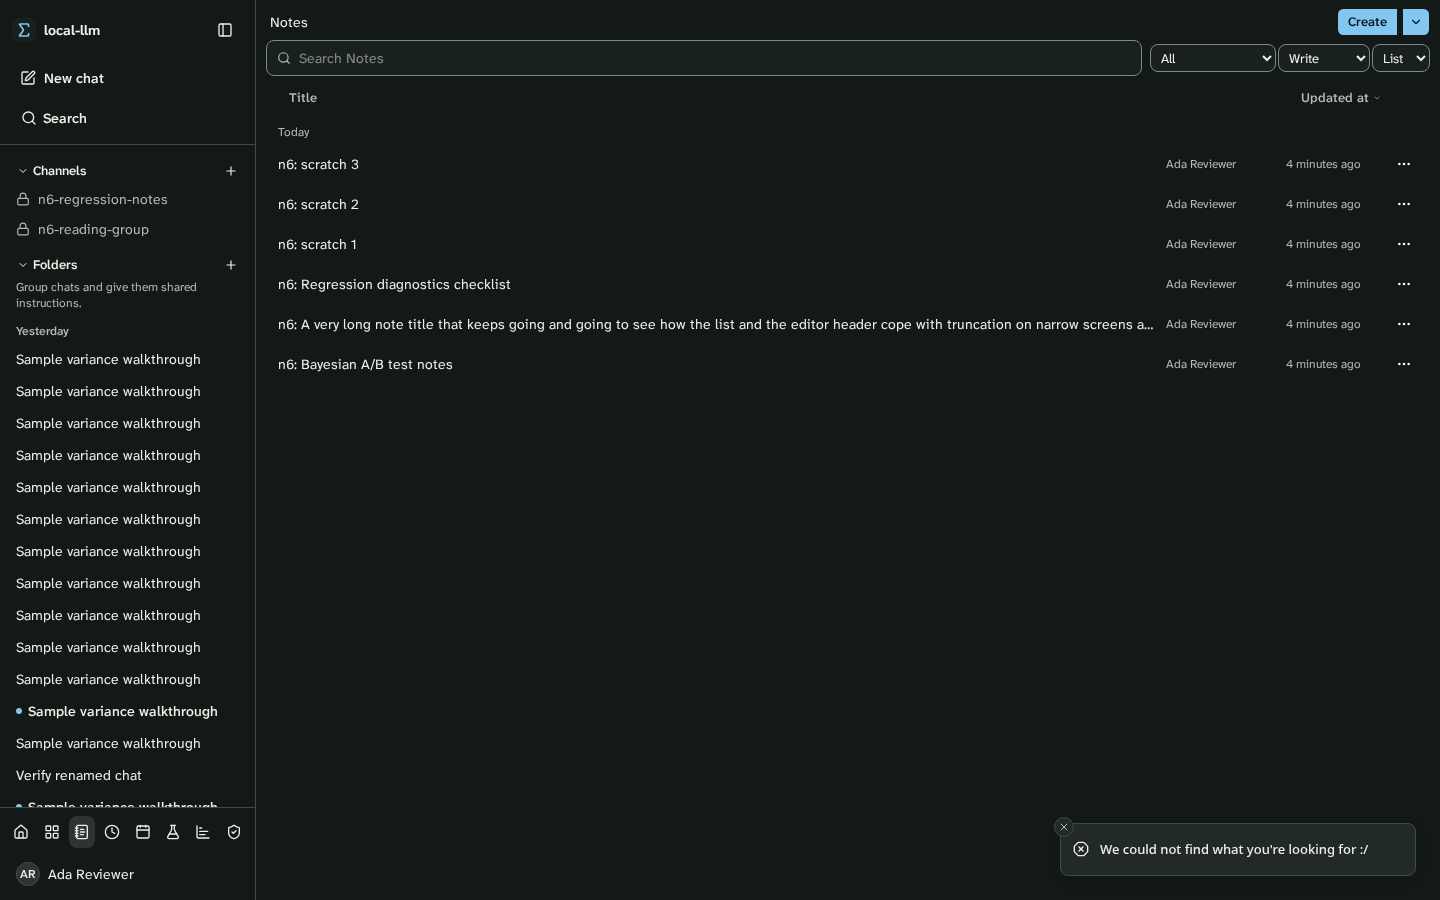 local-llm
New chat
Search
Channels
n6-regression-notes
n6-reading-group
Folders
Group chats and give them shared
instructions.
Yesterday
Sample variance walkthrough
Sample variance walkthrough
Sample variance walkthrough
Sample variance walkthrough
Sample variance walkthrough
Sample variance walkthrough
Sample variance walkthrough
Sample variance walkthrough
Sample variance walkthrough
Sample variance walkthrough
Sample variance walkthrough
Sample variance walkthrough
Sample variance walkthrough
Verify renamed chat
Sample variance walkthrough
AR Ada Reviewer
Notes
Create
Search Notes
All Write List
Title Updated at
Today
n6: scratch 3 Ada Reviewer 4 minutes ago
n6: scratch 2 Ada Reviewer 4 minutes ago
n6: scratch 1 Ada Reviewer 4 minutes ago
n6: Regression diagnostics checklist Ada Reviewer 4 minutes ago
n6: A very long note title that keeps going and going to see how the list and the editor header cope with truncation on narrow screens a... Ada Reviewer 4 minutes ago
n6: Bayesian A/B test notes Ada Reviewer 4 minutes ago
We could not find what you're looking for :/